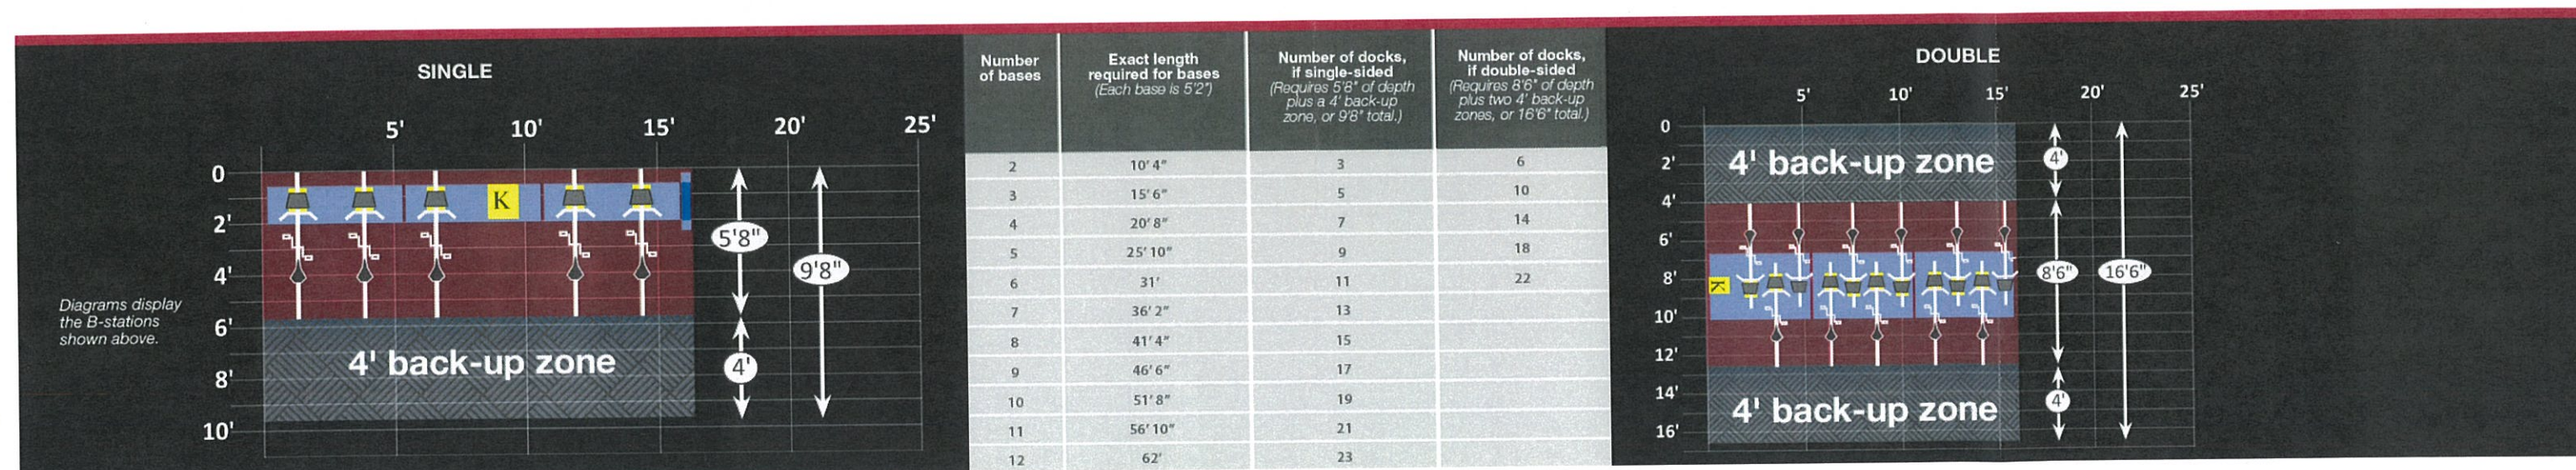 SINGLE
5' 10' 15' 20' 25'
0
2'
4'
6'
8'
10'
K
5'8"
9'8"
4'
4' back-up zone
Diagrams display
the B-stations
shown above.
Number
of bases
Exact length
required for bases
(Each base is 5'2")
Number of docks,
if single-sided
(Requires 5'8" of depth
plus a 4' back-up
zone, or 9'8" total.)
Number of docks,
if double-sided
(Requires 8'6" of depth
plus two 4' back-up
zones, or 16'6" total.)
2 10' 4" 3 6
3 15' 6" 5 10
4 20' 8" 7 14
5 25' 10" 9 18
6 31' 11 22
7 36' 2" 13
8 41' 4" 15
9 46' 6" 17
10 51' 8" 19
11 56' 10" 21
12 62' 23
DOUBLE
5' 10' 15' 20' 25'
0
2'
4'
6'
8'
10'
12'
14'
16'
4' back-up zone
4'
K
8'6"
16'6"
4' back-up zone
4'